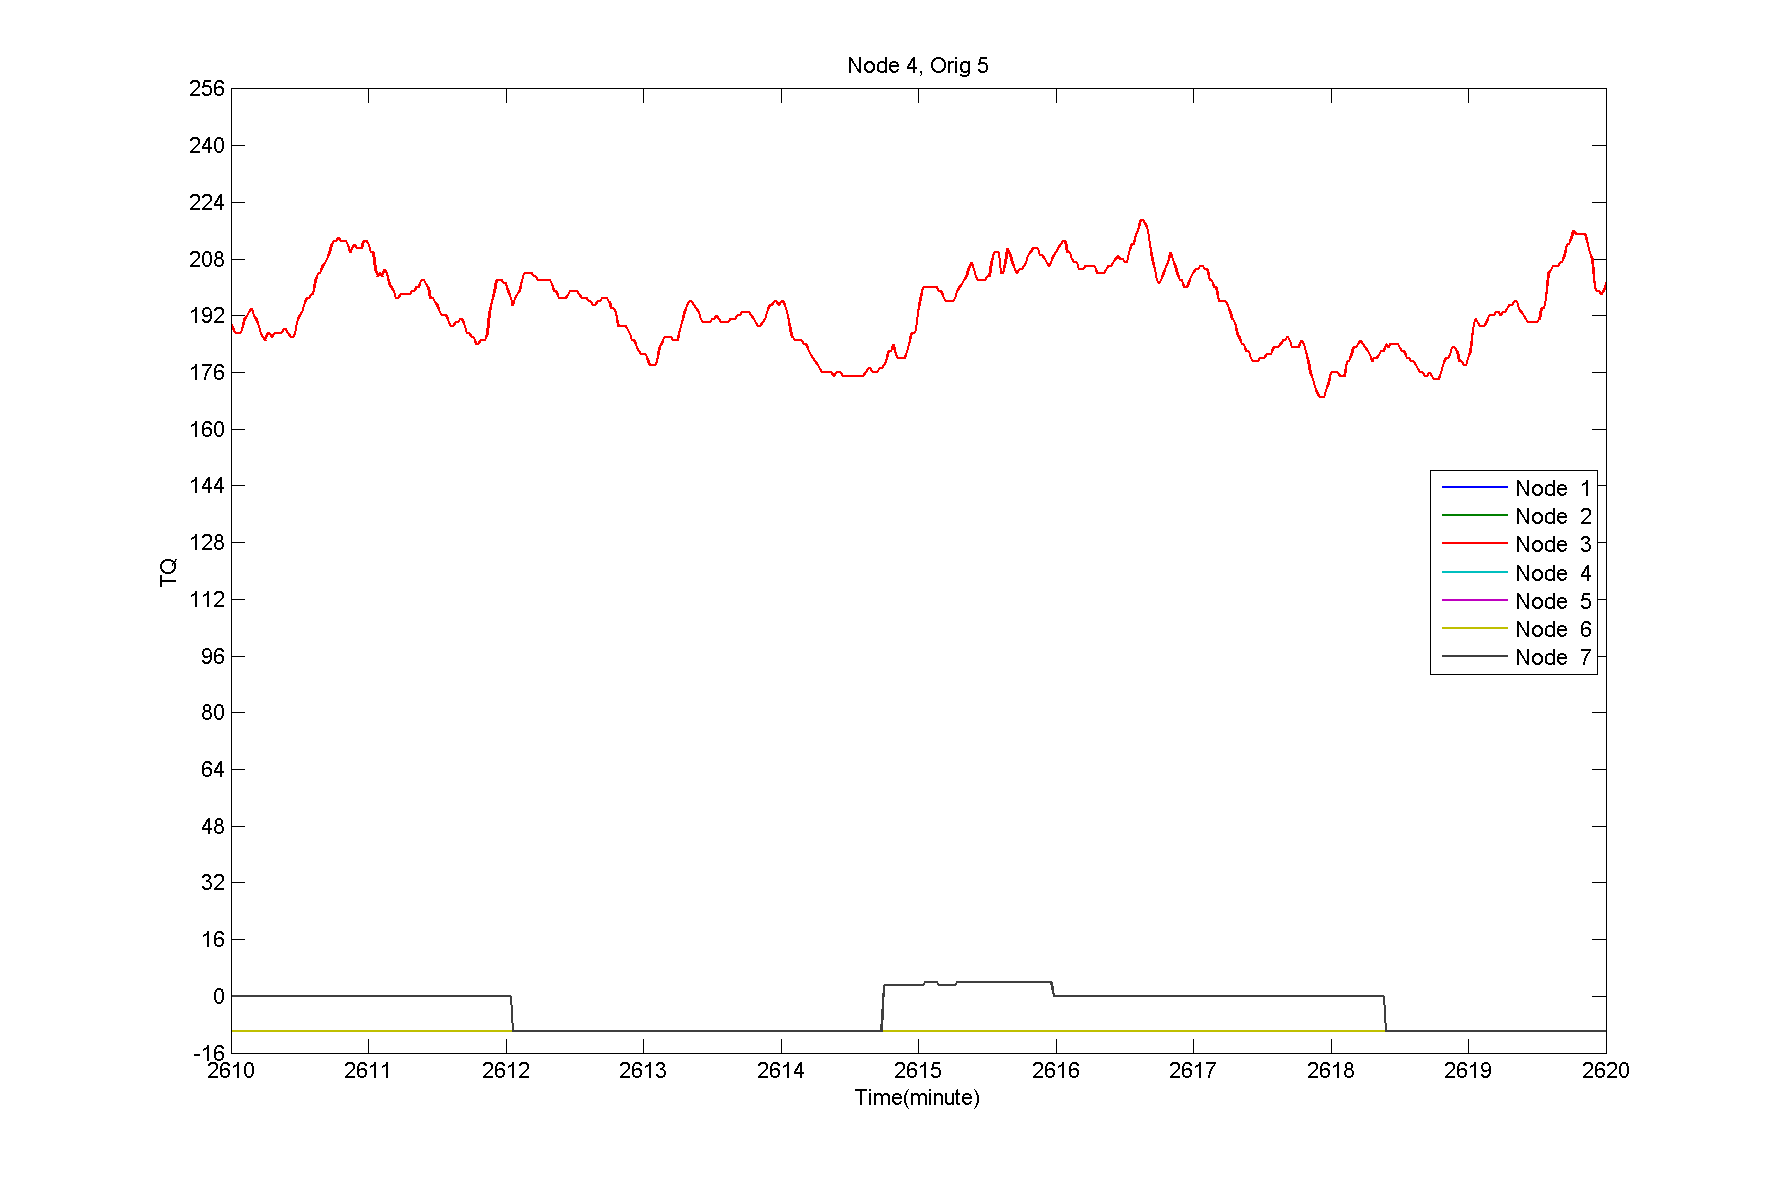 Node 4, Orig 5
256
240
224
208
192
176
160
144
128
112
96
80
64
48
32
16
0
-16
TQ
Node 1
Node 2
Node 3
Node 4
Node 5
Node 6
Node 7
2610 2611 2612 2613 2614 2615 2616 2617 2618 2619 2620
Time(minute)